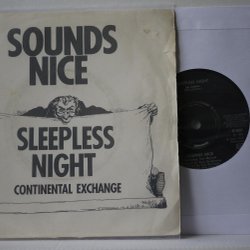 SOUNDS
NICE
SLEEPLESS
NIGHT
CONTINENTAL EXCHANGE